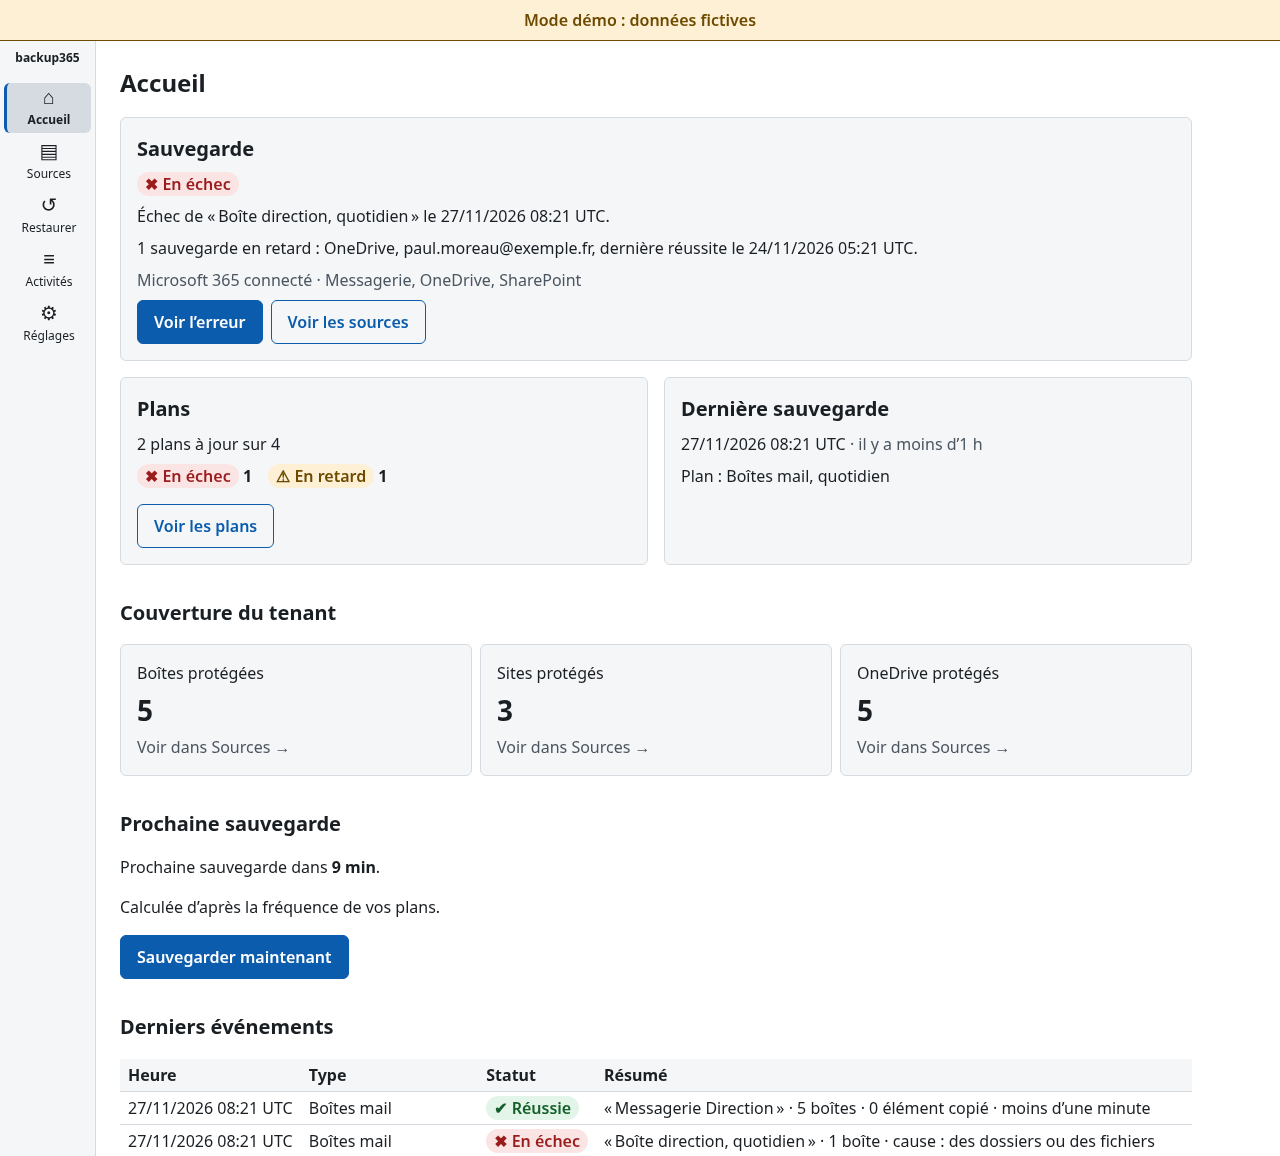 Mode démo : données fictives
backup365
Accueil
Sources
Restaurer
Activités
Réglages
Accueil
Sauvegarde
✖ En échec
Échec de « Boîte direction, quotidien » le 27/11/2026 08:21 UTC.
1 sauvegarde en retard : OneDrive, paul.moreau@exemple.fr, dernière réussite le 24/11/2026 05:21 UTC.
Microsoft 365 connecté · Messagerie, OneDrive, SharePoint
Voir l’erreur Voir les sources
Plans
2 plans à jour sur 4
✖ En échec 1 ⚠ En retard 1
Voir les plans
Dernière sauvegarde
27/11/2026 08:21 UTC · il y a moins d’1 h
Plan : Boîtes mail, quotidien
Couverture du tenant
Boîtes protégées
5
Voir dans Sources →
Sites protégés
3
Voir dans Sources →
OneDrive protégés
5
Voir dans Sources →
Prochaine sauvegarde
Prochaine sauvegarde dans 9 min.
Calculée d’après la fréquence de vos plans.
Sauvegarder maintenant
Derniers événements
Heure Type Statut Résumé
27/11/2026 08:21 UTC Boîtes mail ✔ Réussie « Messagerie Direction » · 5 boîtes · 0 élément copié · moins d’une minute
27/11/2026 08:21 UTC Boîtes mail ✖ En échec « Boîte direction, quotidien » · 1 boîte · cause : des dossiers ou des fichiers